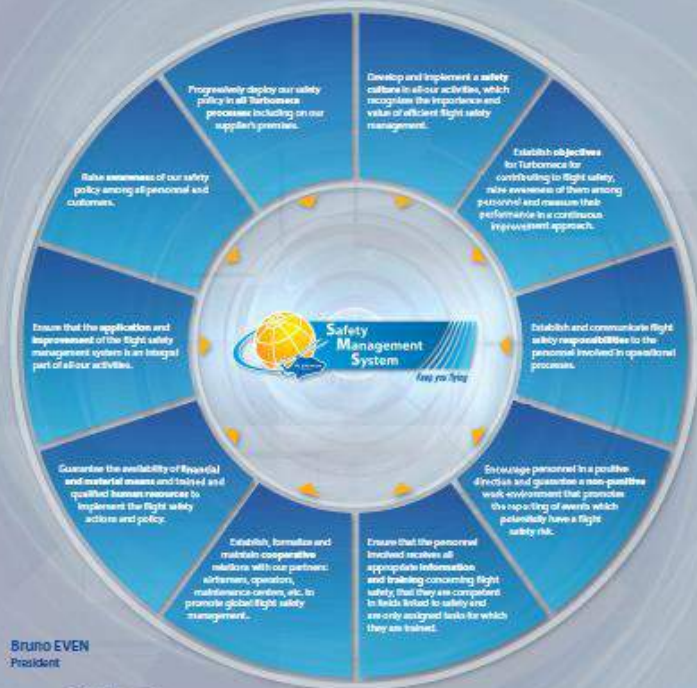 Develop and implement a safety
culture in all our activities, which
recognizes the importance and
value of efficient flight safety
management.
Establish objectives
for Turbomeca for
contributing to flight safety,
raise awareness of them among
personnel and measure their
performance in a continuous
improvement approach.
Establish and communicate flight
safety responsibilities to the
personnel involved in operational
processes.
Encourage personnel in a positive
direction and guarantee a non-punitive
work environment that promotes
the reporting of events which
potentially have a flight
safety risk.
Ensure that the personnel
involved receives all
appropriate information
and training concerning flight
safety, that they are competent
in fields linked to safety and
are only assigned tasks for which
they are trained.
Establish, formalize and
maintain cooperative
relations with our partners:
airframers, operators,
maintenance centers, etc. to
promote global flight safety
management..
Guarantee the availability of financial
and material means and trained and
qualified human resources to
implement the flight safety
actions and policy.
Ensure that the application and
improvement of the flight safety
management system is an integral
part of all our activities.
Raise awareness of our safety
policy among all personnel and
customers.
Progressively deploy our safety
policy in all Turbomeca
processes including on our
supplier's premises.
Safety
Management
System
Keep you flying
Bruno EVEN
President